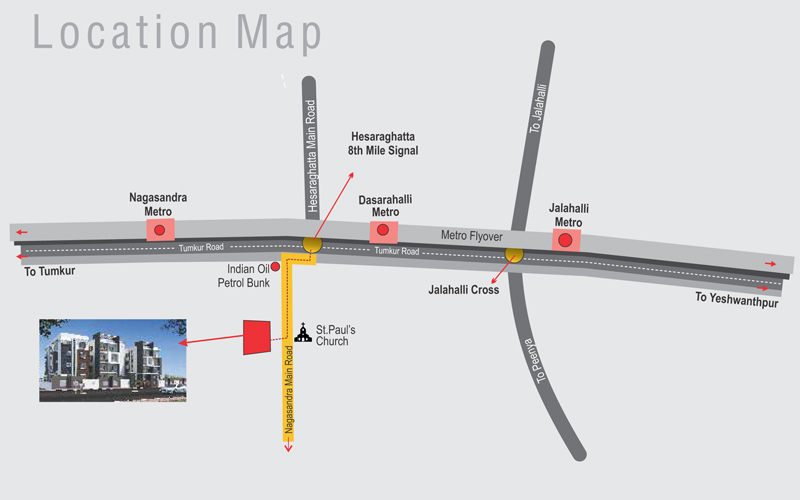 Location Map
To Jalahalli
Hesaraghatta Main Road
Hesaraghatta
8th Mile Signal
Nagasandra
Metro
Dasarahalli
Metro
Jalahalli
Metro
Metro Flyover
Tumkur Road
Tumkur Road
To Tumkur
Indian Oil
Petrol Bunk
Jalahalli Cross
To Yeshwanthpur
St.Paul's
Church
To Peenya
Nagasandra Main Road